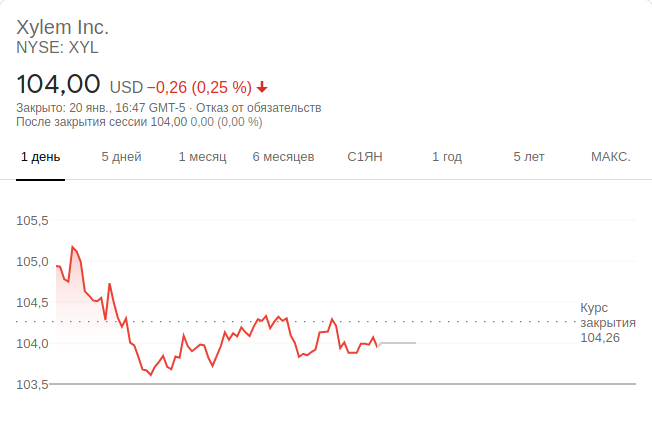 Xylem Inc.
NYSE: XYL
104,00 USD −0,26 (0,25 %)
Закрыто: 20 янв., 16:47 GMT-5 · Отказ от обязательств
После закрытия сессии 104,00 0,00 (0,00 %)
1 день 5 дней 1 месяц 6 месяцев С1ЯН 1 год 5 лет МАКС.
105,5
105,0
104,5
104,0
103,5
Курс
закрытия
104,26